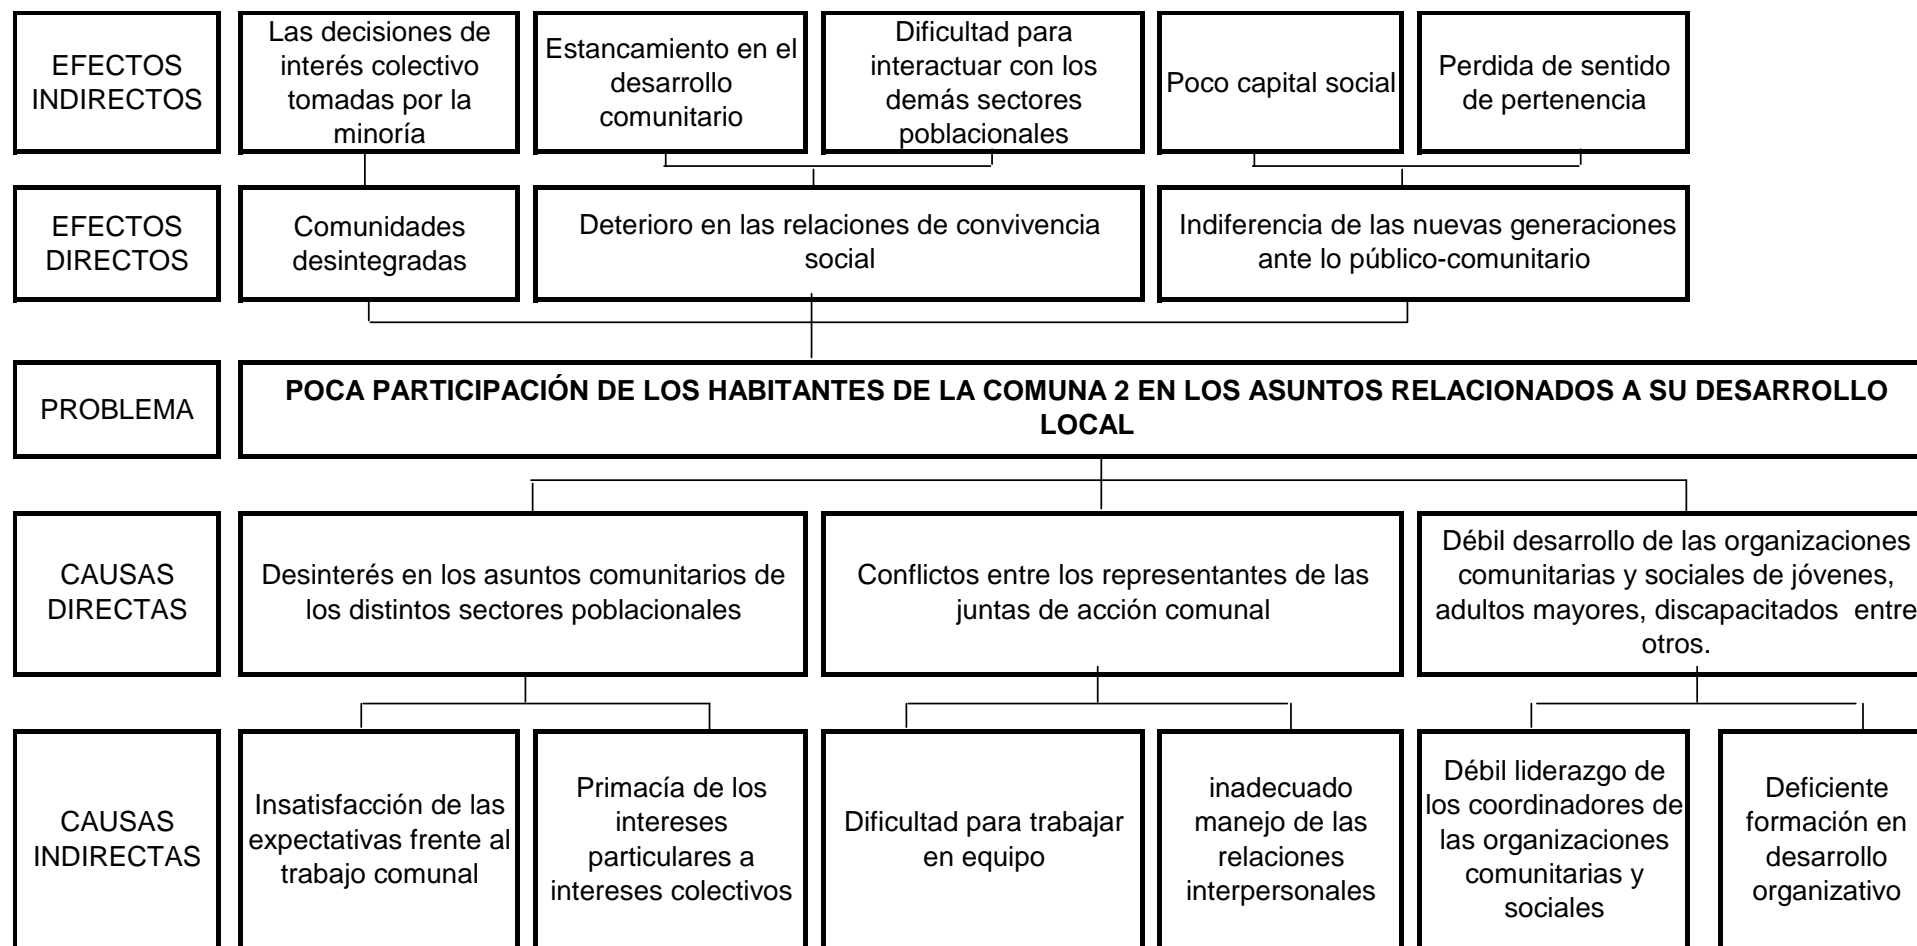 EFECTOS
INDIRECTOS
Las decisiones de
interés colectivo
tomadas por la
minoría
Estancamiento en el
desarrollo
comunitario
Dificultad para
interactuar con los
demás sectores
poblacionales
Poco capital social
Perdida de sentido
de pertenencia
EFECTOS
DIRECTOS
Comunidades
desintegradas
Deterioro en las relaciones de convivencia
social
Indiferencia de las nuevas generaciones
ante lo público-comunitario
PROBLEMA
POCA PARTICIPACIÓN DE LOS HABITANTES DE LA COMUNA 2 EN LOS ASUNTOS RELACIONADOS A SU DESARROLLO
LOCAL
CAUSAS
DIRECTAS
Desinterés en los asuntos comunitarios de
los distintos sectores poblacionales
Conflictos entre los representantes de las
juntas de acción comunal
Débil desarrollo de las organizaciones
comunitarias y sociales de jóvenes,
adultos mayores, discapacitados  entre
otros.
CAUSAS
INDIRECTAS
Insatisfacción de las
expectativas frente al
trabajo comunal
Primacía de los
intereses
particulares a
intereses colectivos
Dificultad para trabajar
en equipo
inadecuado
manejo de las
relaciones
interpersonales
Débil liderazgo de
los coordinadores de
las organizaciones
comunitarias y
sociales
Deficiente
formación en
desarrollo
organizativo